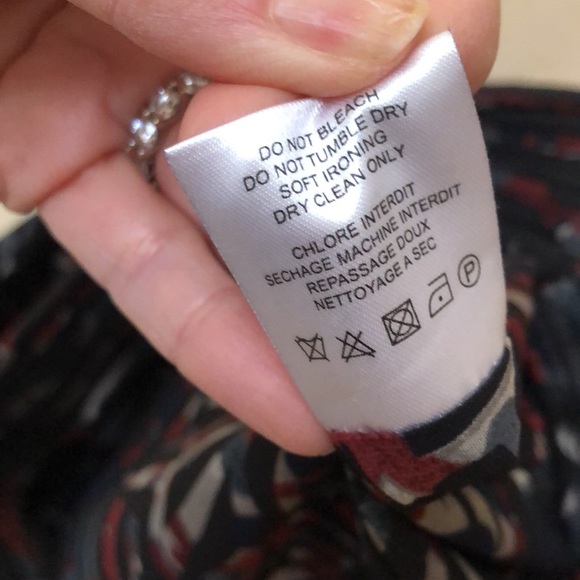 DO NOT BLEACH
DO NOT TUMBLE DRY
SOFT IRONING
DRY CLEAN ONLY
CHLORE INTERDIT
SECHAGE MACHINE INTERDIT
REPASSAGE DOUX
NETTOYAGE A SEC
P